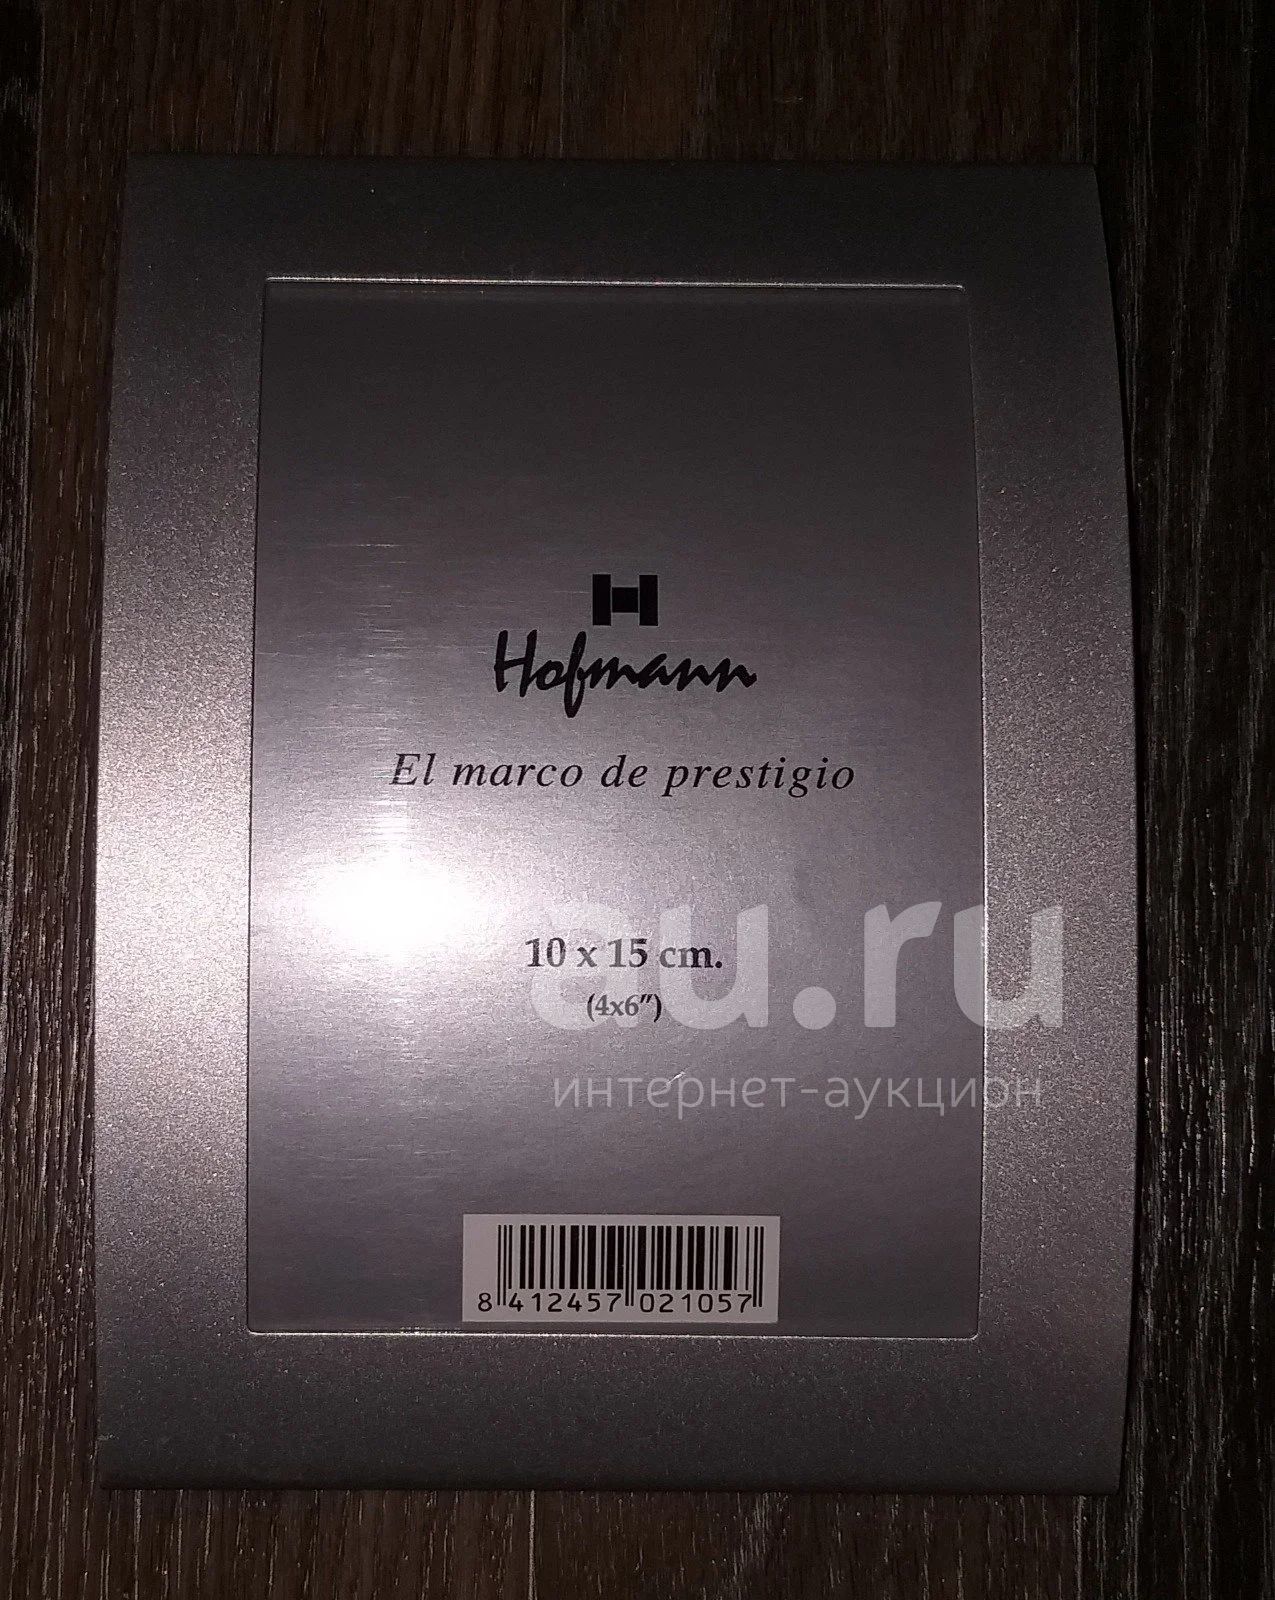 H
Hofmann
El marco de prestigio
10 x 15 cm.
(4x6")
au.ru
интернет-аукцион
8 412457 021057